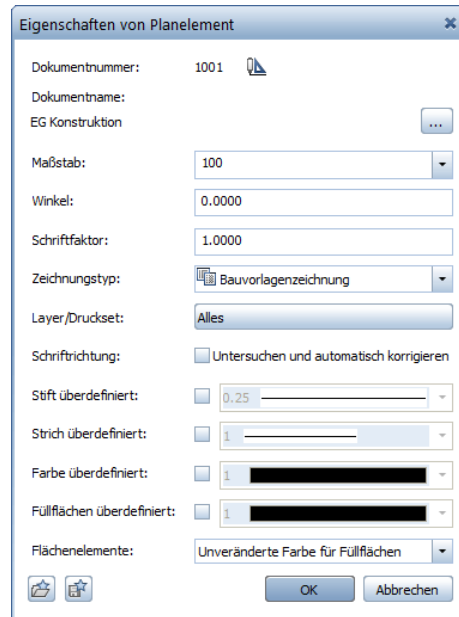 Eigenschaften von Planelement
Dokumentnummer: 1001
Dokumentname:
EG Konstruktion ...
Maßstab: 100
Winkel: 0.0000
Schriftfaktor: 1.0000
Zeichnungstyp: Bauvorlagenzeichnung
Layer/Druckset: Alles
Schriftrichtung: Untersuchen und automatisch korrigieren
Stift überdefiniert: 0.25
Strich überdefiniert: 1
Farbe überdefiniert: 1
Füllflächen überdefiniert: 1
Flächenelemente: Unveränderte Farbe für Füllflächen
OK Abbrechen